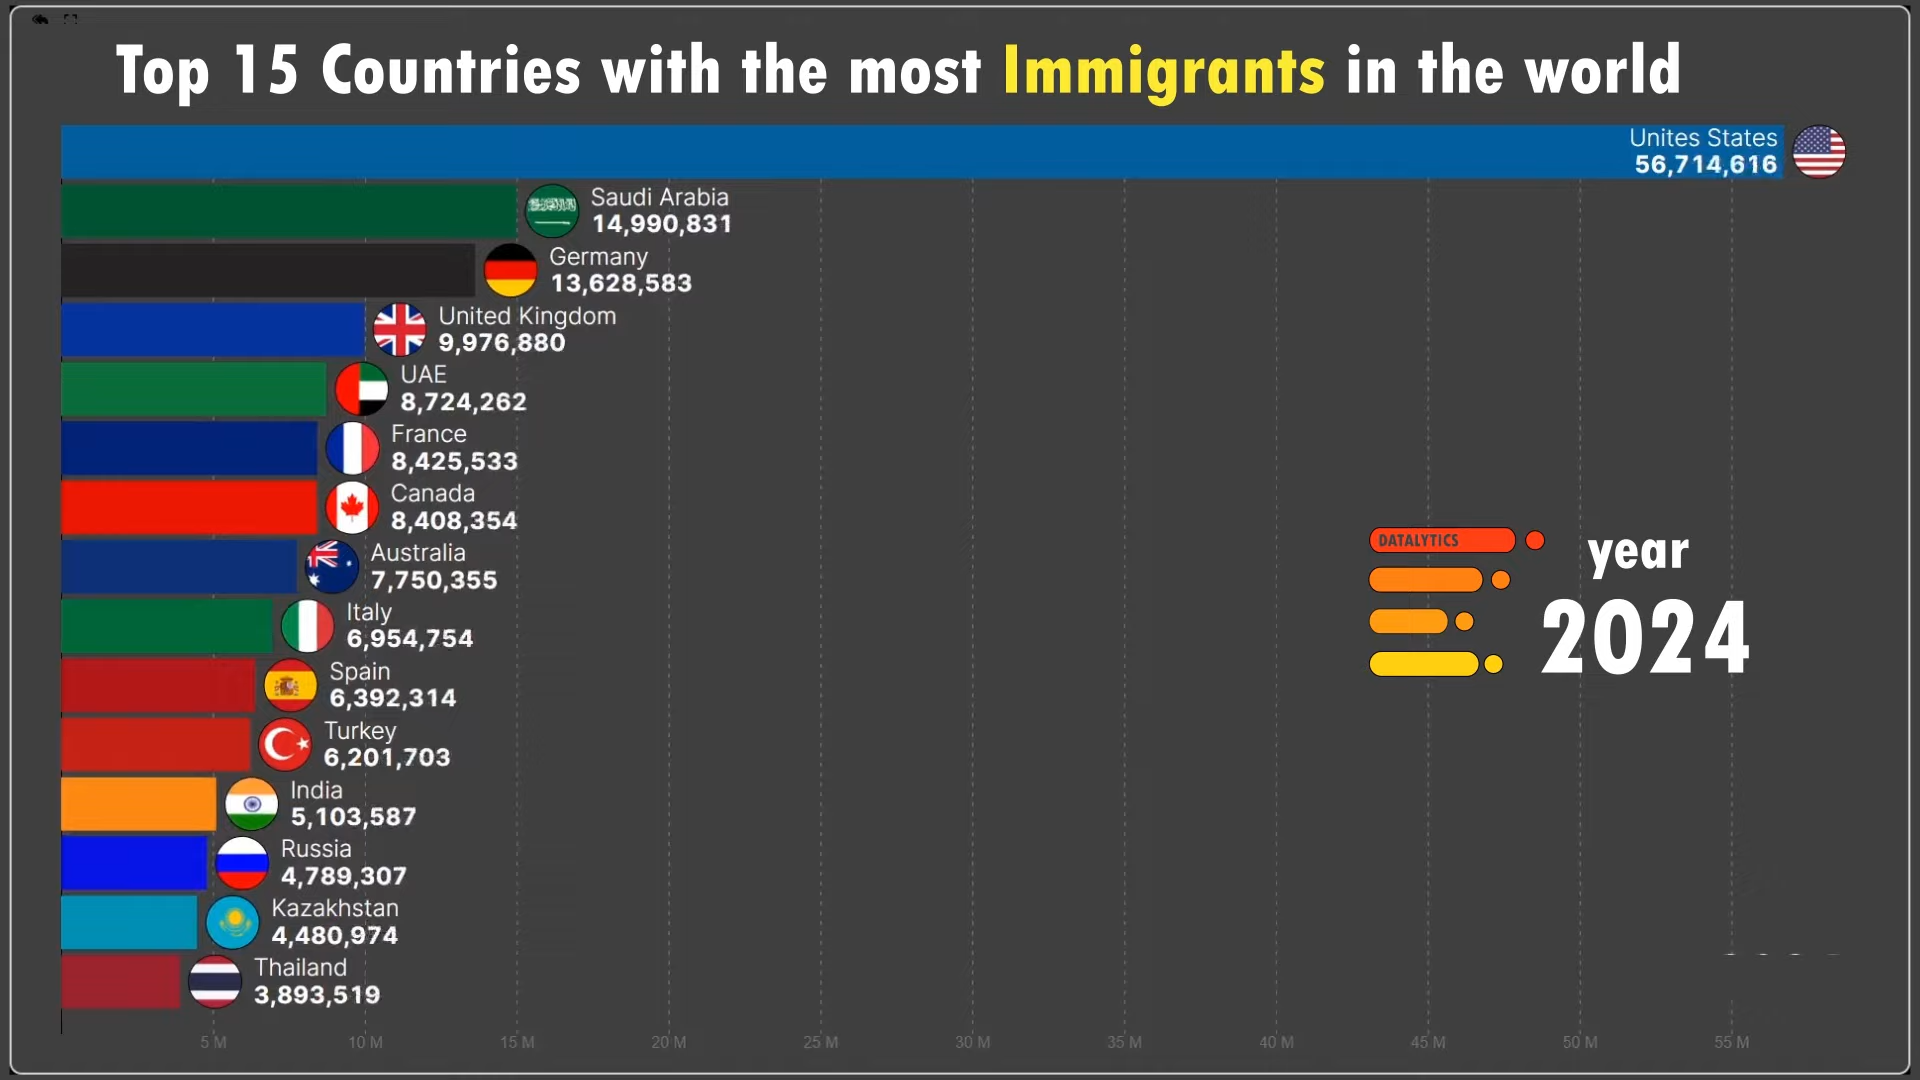 Top 15 Countries with the most Immigrants in the world
Unites States
56,714,616
Saudi Arabia
14,990,831
Germany
13,628,583
United Kingdom
9,976,880
UAE
8,724,262
France
8,425,533
Canada
8,408,354
Australia
7,750,355
Italy
6,954,754
Spain
6,392,314
Turkey
6,201,703
India
5,103,587
Russia
4,789,307
Kazakhstan
4,480,974
Thailand
3,893,519
DATALYTICS
year
2024
5 M 10 M 15 M 20 M 25 M 30 M 35 M 40 M 45 M 50 M 55 M